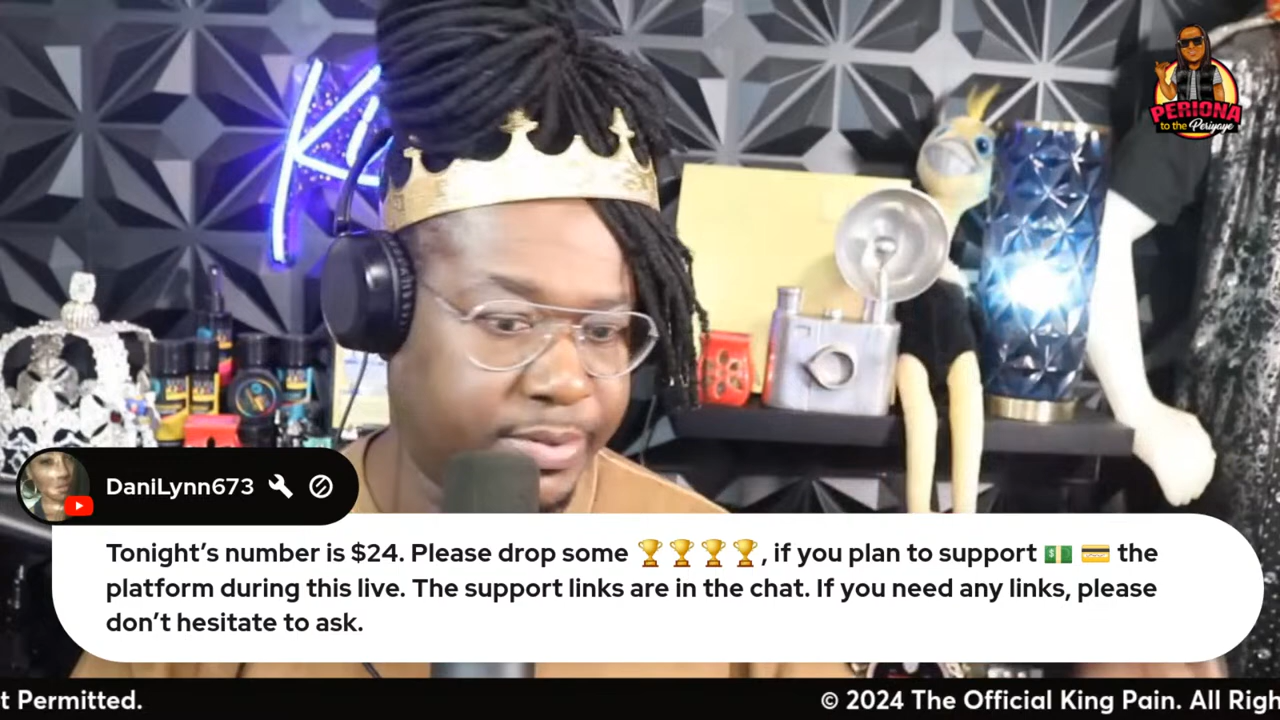 Ki
PERIONA
to the Periyaye
DaniLynn673
Tonight's number is $24. Please drop some 🏆🏆🏆🏆, if you plan to support 💵 💳 the
platform during this live. The support links are in the chat. If you need any links, please
don't hesitate to ask.
t Permitted.
© 2024 The Official King Pain. All Righ